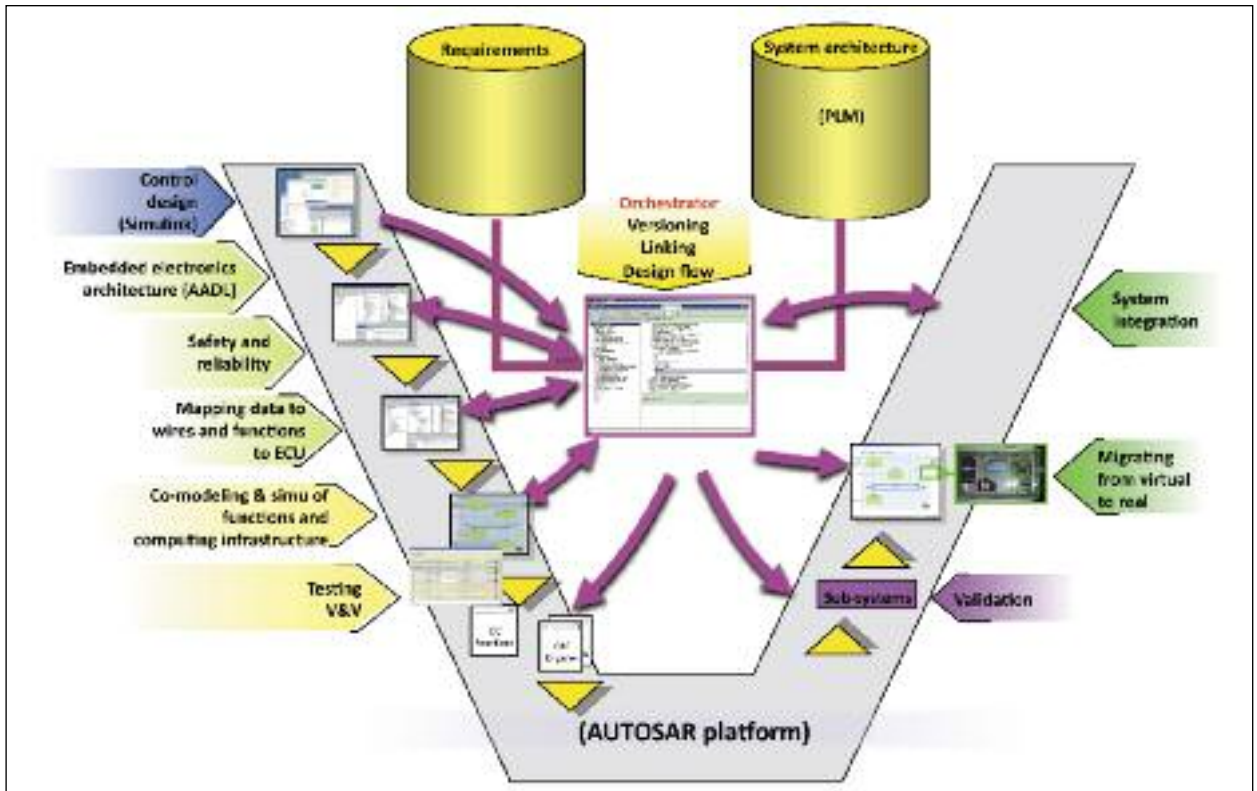 Requirements
System architecture
(PLM)
Orchestrator
Versioning
Linking
Design flow
Control
design
(Simulink)
Embedded electronics
architecture (AADL)
Safety and
reliability
Mapping data to
wires and functions
to ECU
Co-modeling & simu of
functions and
computing infrastructure
Testing
V&V
System
integration
Migrating
from virtual
to real
Sub-systems
Validation
(AUTOSAR platform)